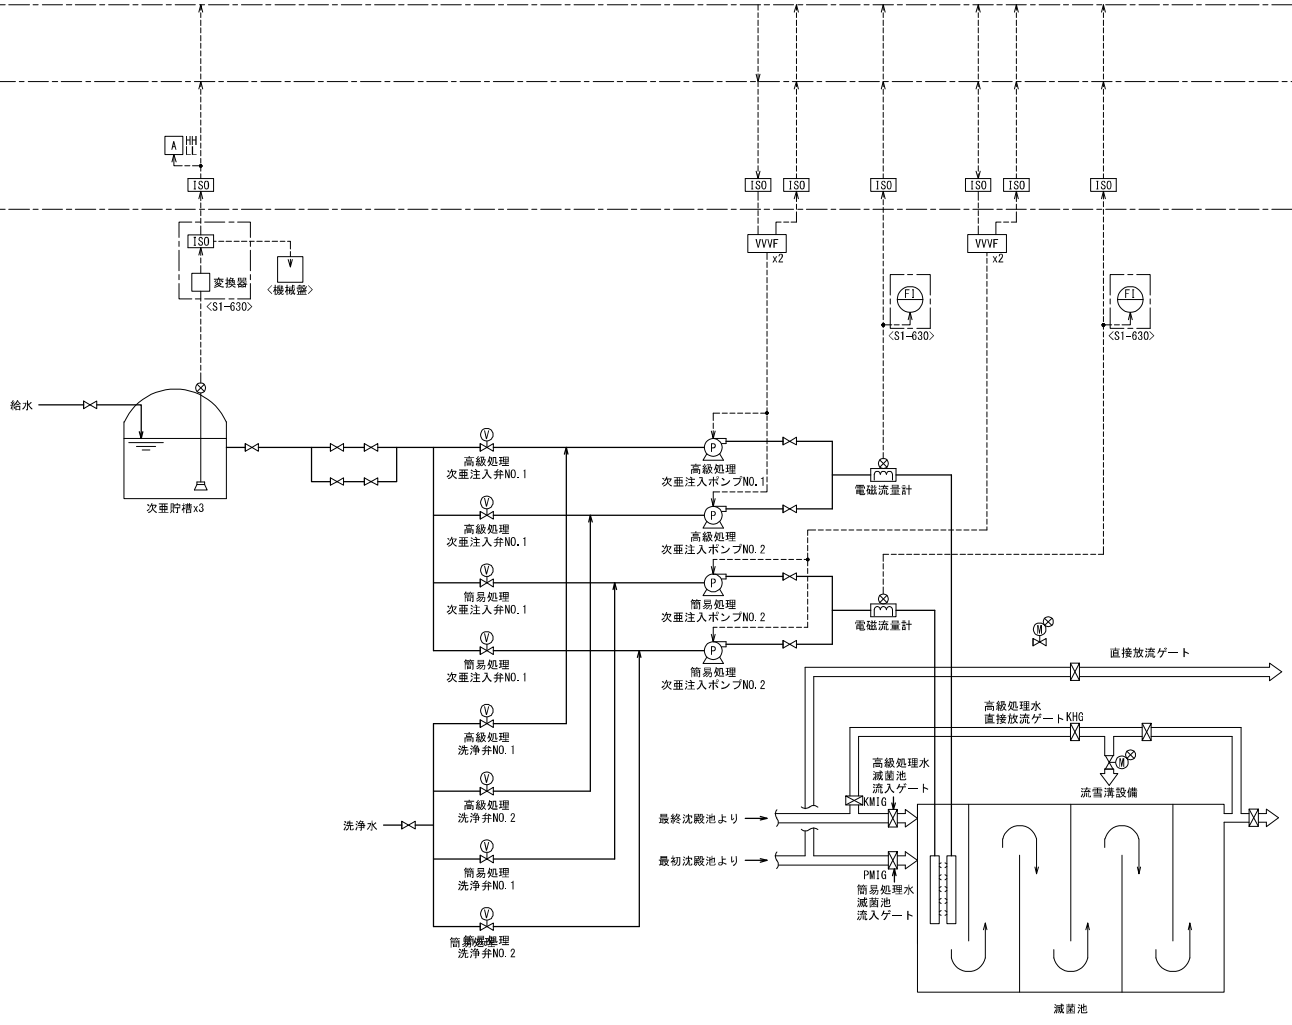 A
HH
LL
ISO
ISO
ISO
ISO
ISO
ISO
ISO
ISO
変換器
<機械盤>
<S1-630>
VVVF
x2
VVVF
x2
FI
<S1-630>
FI
<S1-630>
給水
次亜貯槽x3
V
高級処理
次亜注入弁NO.1
P
高級処理
次亜注入ポンプNO.1
電磁流量計
V
高級処理
次亜注入弁NO.1
P
高級処理
次亜注入ポンプNO.2
V
簡易処理
次亜注入弁NO.1
P
簡易処理
次亜注入ポンプNO.2
電磁流量計
V
簡易処理
次亜注入弁NO.1
P
簡易処理
次亜注入ポンプNO.2
M
直接放流ゲート
V
高級処理
洗浄弁NO.1
高級処理水
直接放流ゲートKHG
M
流雪溝設備
高級処理水
滅菌池
流入ゲート
KMIG
V
高級処理
洗浄弁NO.2
洗浄水
最終沈殿池より
最初沈殿池より
V
簡易処理
洗浄弁NO.1
PMIG
簡易処理水
滅菌池
流入ゲート
V
簡易処理
簡易処理
洗浄弁NO.2
滅菌池